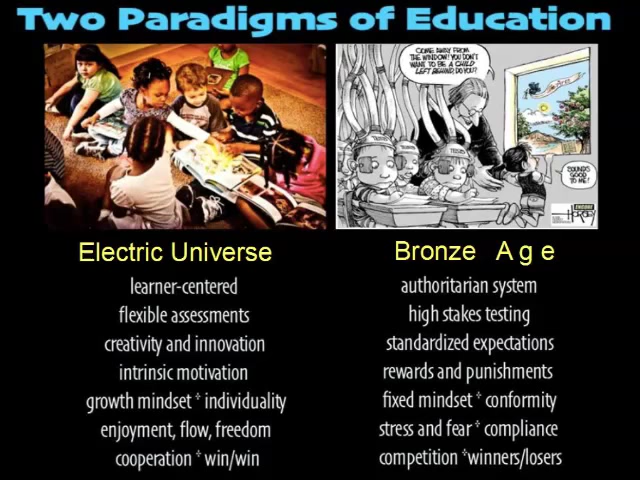 Two Paradigms of Education
COME AWAY FROM
THE WINDOW! YOU DON'T
WANT TO BE A CHILD
LEFT BEHIND, DO YOU?
TESTING
SOUNDS
GOOD
TO ME!
HORSEY
Electric Universe
learner-centered
flexible assessments
creativity and innovation
intrinsic motivation
growth mindset * individuality
enjoyment, flow, freedom
cooperation * win/win
Bronze A g e
authoritarian system
high stakes testing
standardized expectations
rewards and punishments
fixed mindset * conformity
stress and fear * compliance
competition *winners/losers